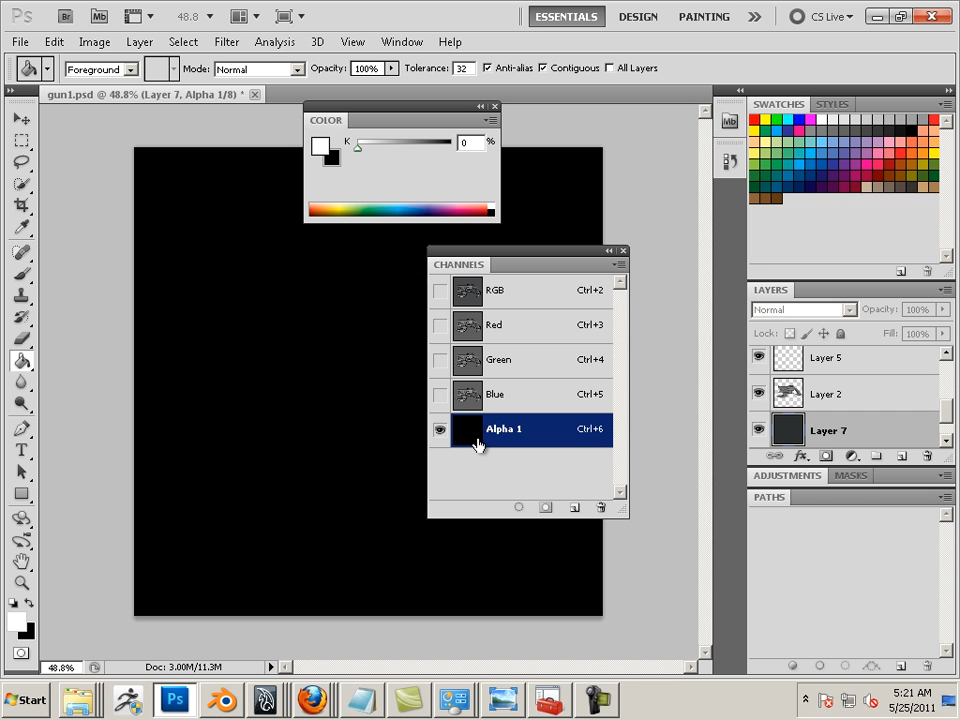 Ps Br Mb 48.8 ESSENTIALS DESIGN PAINTING CS Live
File Edit Image Layer Select Filter Analysis 3D View Window Help
Foreground Mode: Normal Opacity: 100% Tolerance: 32 Anti-alias Contiguous All Layers
gun1.psd @ 48.8% (Layer 7, Alpha 1/8) *
COLOR
K 0 %
CHANNELS
RGB Ctrl+2
Red Ctrl+3
Green Ctrl+4
Blue Ctrl+5
Alpha 1 Ctrl+6
Mb
SWATCHES STYLES
LAYERS
Normal Opacity: 100%
Lock: Fill: 100%
Layer 5
Layer 2
Layer 7
fx
ADJUSTMENTS MASKS
PATHS
T
48.8% Doc: 3.00M/11.3M
Start Ps 5:21 AM
5/25/2011